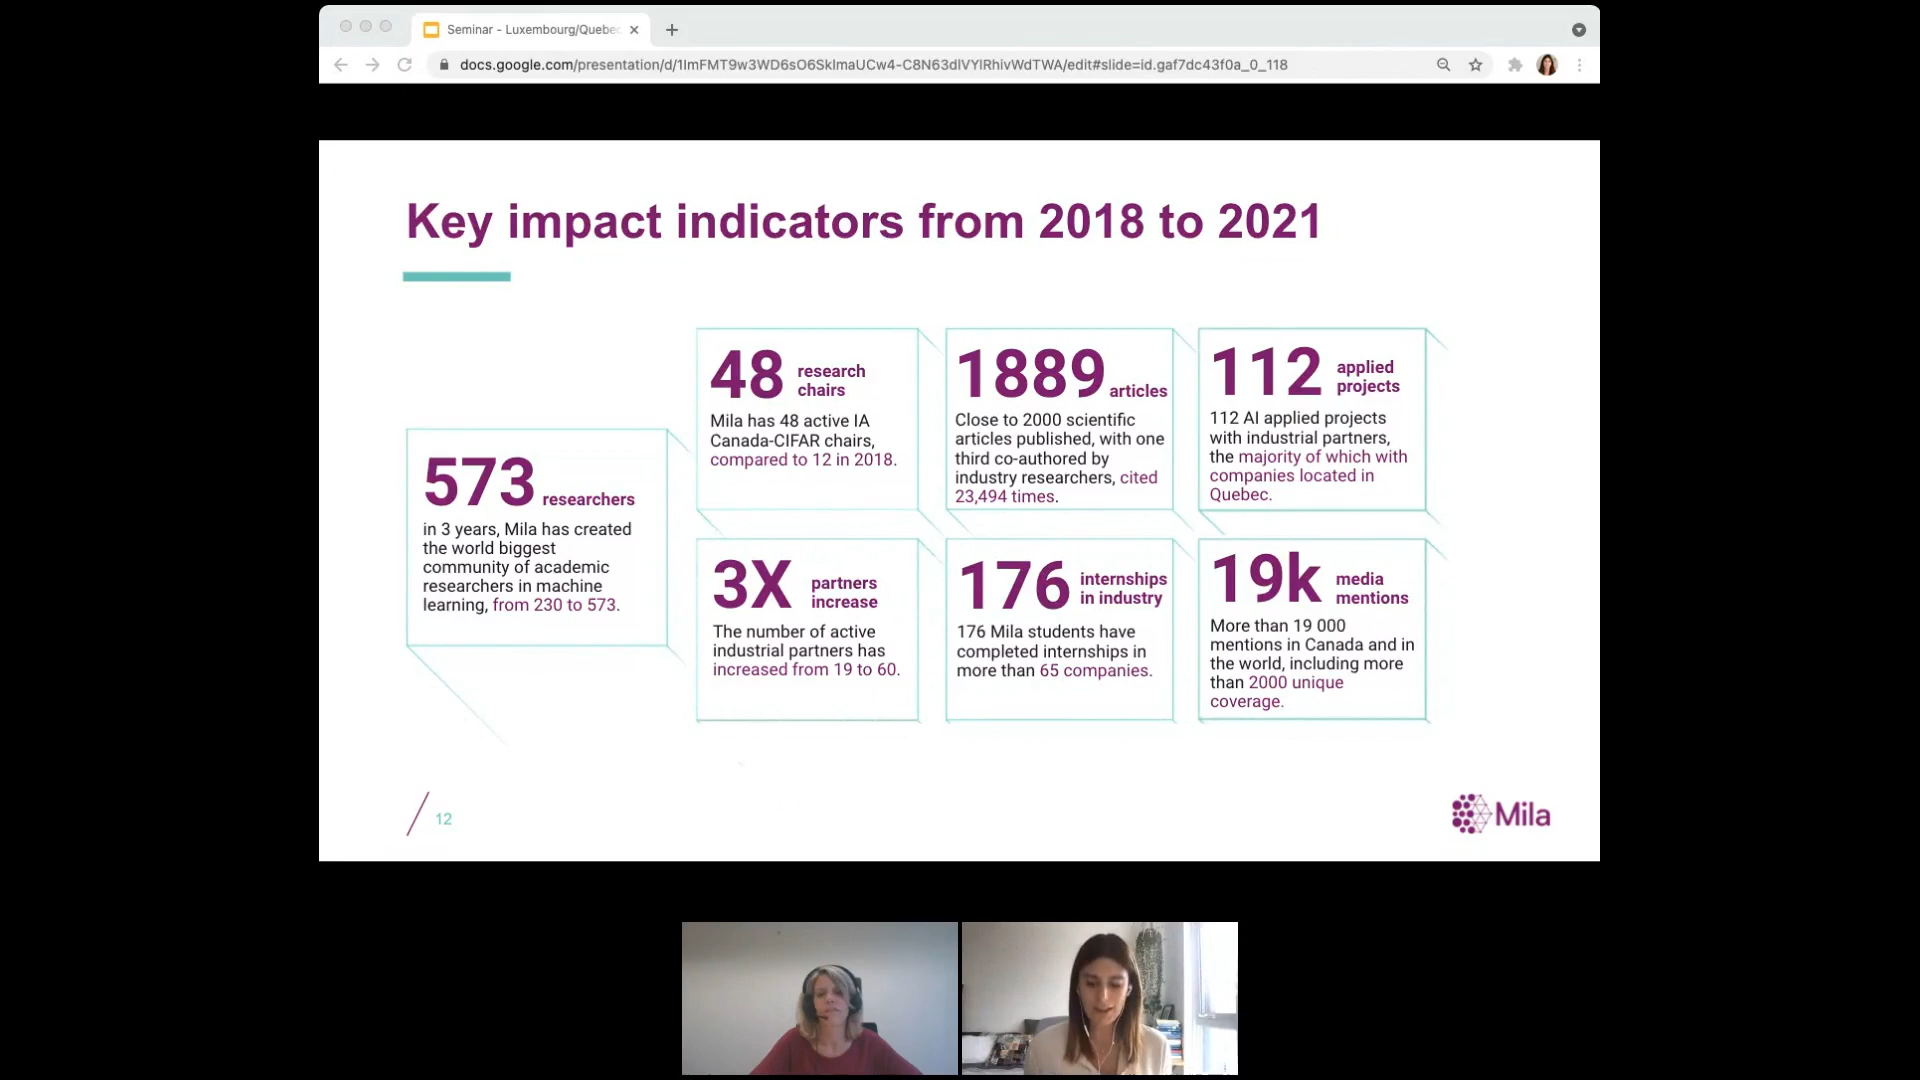 Seminar - Luxembourg/Quebec
docs.google.com/presentation/d/1ImFMT9w3WD6sO6SkImaUCw4-C8N63dlVYlRhivWdTWA/edit#slide=id.gaf7dc43f0a_0_118
Key impact indicators from 2018 to 2021
573 researchers
in 3 years, Mila has created
the world biggest
community of academic
researchers in machine
learning, from 230 to 573.
48 research
chairs
Mila has 48 active IA
Canada-CIFAR chairs,
compared to 12 in 2018.
1889 articles
Close to 2000 scientific
articles published, with one
third co-authored by
industry researchers, cited
23,494 times.
112 applied
projects
112 AI applied projects
with industrial partners,
the majority of which with
companies located in
Quebec.
3X partners
increase
The number of active
industrial partners has
increased from 19 to 60.
176 internships
in industry
176 Mila students have
completed internships in
more than 65 companies.
19k media
mentions
More than 19 000
mentions in Canada and in
the world, including more
than 2000 unique
coverage.
12
Mila